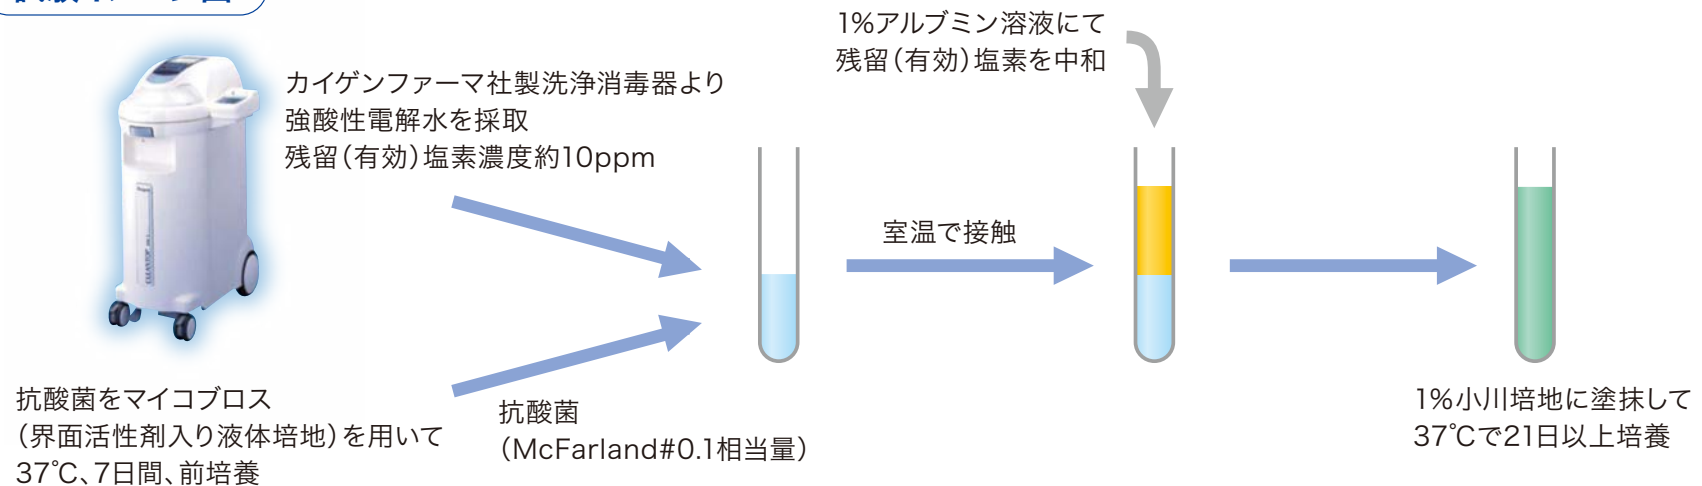 カイゲンファーマ社製洗浄消毒器より
強酸性電解水を採取
残留(有効)塩素濃度約10ppm
抗酸菌をマイコブロス
(界面活性剤入り液体培地)を用いて
37℃、7日間、前培養
抗酸菌
(McFarland#0.1相当量)
室温で接触
1%アルブミン溶液にて
残留(有効)塩素を中和
1%小川培地に塗抹して
37℃で21日以上培養